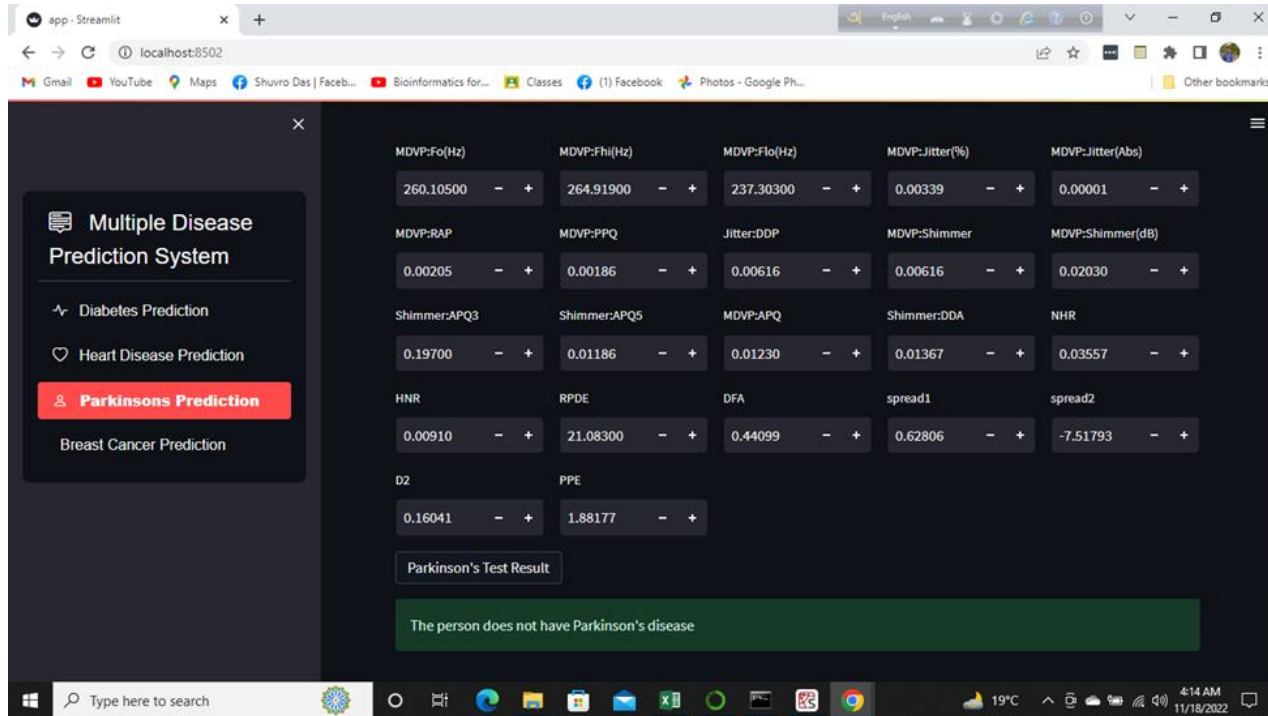 app · Streamlit
English
localhost:8502
Gmail YouTube Maps Shuvro Das | Faceb... Bioinformatics for... Classes (1) Facebook Photos - Google Ph... Other bookmarks
Multiple Disease
Prediction System
Diabetes Prediction
Heart Disease Prediction
Parkinsons Prediction
Breast Cancer Prediction
MDVP:Fo(Hz) MDVP:Fhi(Hz) MDVP:Flo(Hz) MDVP:Jitter(%) MDVP:Jitter(Abs)
260.10500 - + 264.91900 - + 237.30300 - + 0.00339 - + 0.00001 - +
MDVP:RAP MDVP:PPQ Jitter:DDP MDVP:Shimmer MDVP:Shimmer(dB)
0.00205 - + 0.00186 - + 0.00616 - + 0.00616 - + 0.02030 - +
Shimmer:APQ3 Shimmer:APQ5 MDVP:APQ Shimmer:DDA NHR
0.19700 - + 0.01186 - + 0.01230 - + 0.01367 - + 0.03557 - +
HNR RPDE DFA spread1 spread2
0.00910 - + 21.08300 - + 0.44099 - + 0.62806 - + -7.51793 - +
D2 PPE
0.16041 - + 1.88177 - +
Parkinson's Test Result
The person does not have Parkinson's disease
Type here to search
19°C
4:14 AM
11/18/2022